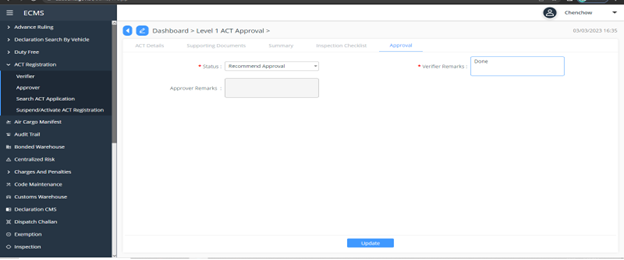 ECMS
Chenchow
Advance Ruling
Declaration Search By Vehicle
Duty Free
ACT Registration
Verifier
Approver
Search ACT Application
Suspend/Activate ACT Registration
Air Cargo Manifest
Audit Trail
Bonded Warehouse
Centralized Risk
Charges And Penalties
Code Maintenance
Customs Warehouse
Declaration CMS
Dispatch Challan
Exemption
Inspection
Dashboard > Level 1 ACT Approval >
03/03/2023 16:35
ACT Details Supporting Documents Summary Inspection Checklist Approval
* Status : Recommend Approval * Verifier Remarks : Dome
Approver Remarks :
Update